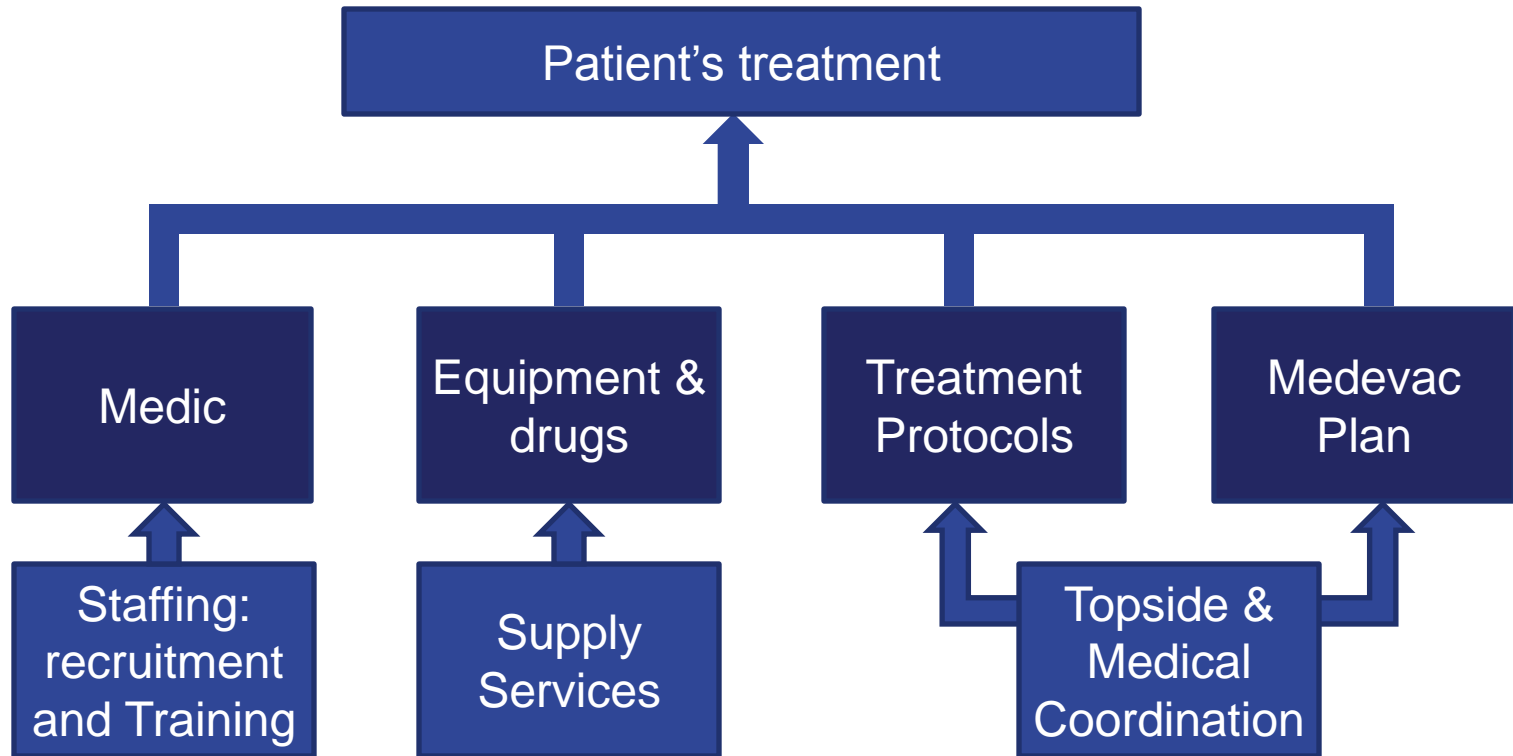 Patient’s treatment
Medic
Equipment &
drugs
Treatment
Protocols
Medevac
Plan
Staffing:
recruitment
and Training
Supply
Services
Topside &
Medical
Coordination